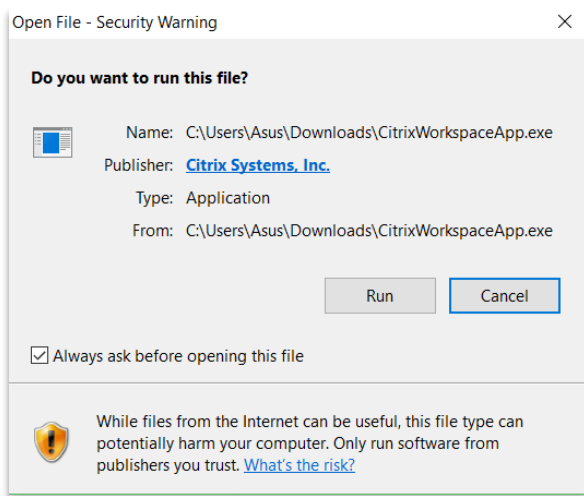 Open File - Security Warning
Do you want to run this file?
Name: C:\Users\Asus\Downloads\CitrixWorkspaceApp.exe
Publisher: Citrix Systems, Inc.
Type: Application
From: C:\Users\Asus\Downloads\CitrixWorkspaceApp.exe
Run Cancel
Always ask before opening this file
While files from the Internet can be useful, this file type can
potentially harm your computer. Only run software from
publishers you trust. What's the risk?